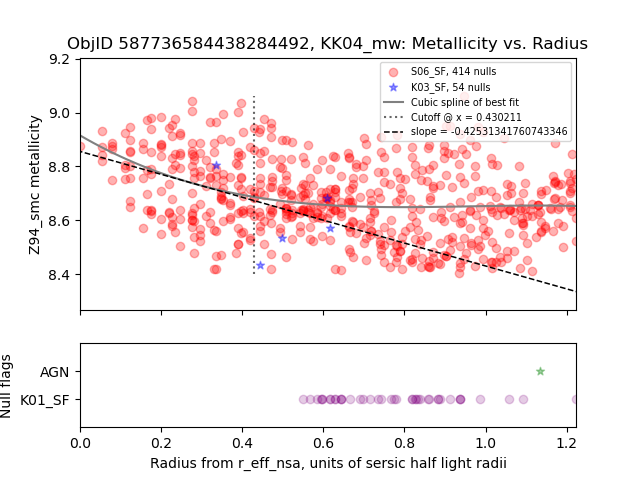 ObjID 587736584438284492, KK04_mw: Metallicity vs. Radius
9.2
9.0
8.8
8.6
8.4
Z94_smc metallicity
S06_SF, 414 nulls
K03_SF, 54 nulls
Cubic spline of best fit
Cutoff @ x = 0.430211
slope = -0.42531341760743346
Null flags
AGN
K01_SF
0.0 0.2 0.4 0.6 0.8 1.0 1.2
Radius from r_eff_nsa, units of sersic half light radii